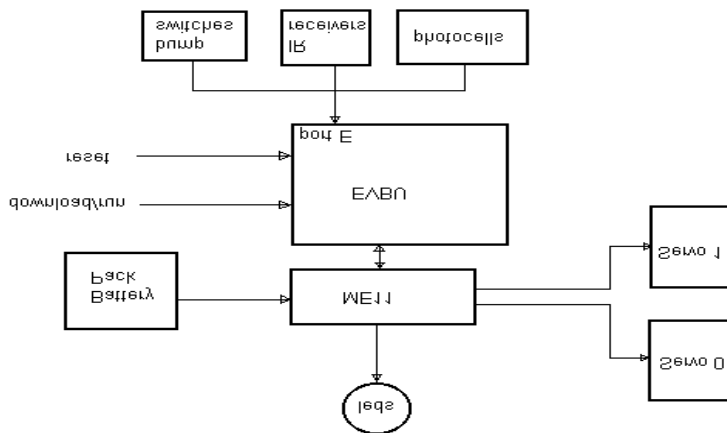 bump
switches
IR
receivers
photocells
port E
reset
EVBU
download/run
Servo 1
Battery
Pack
ME11
Servo 0
leds